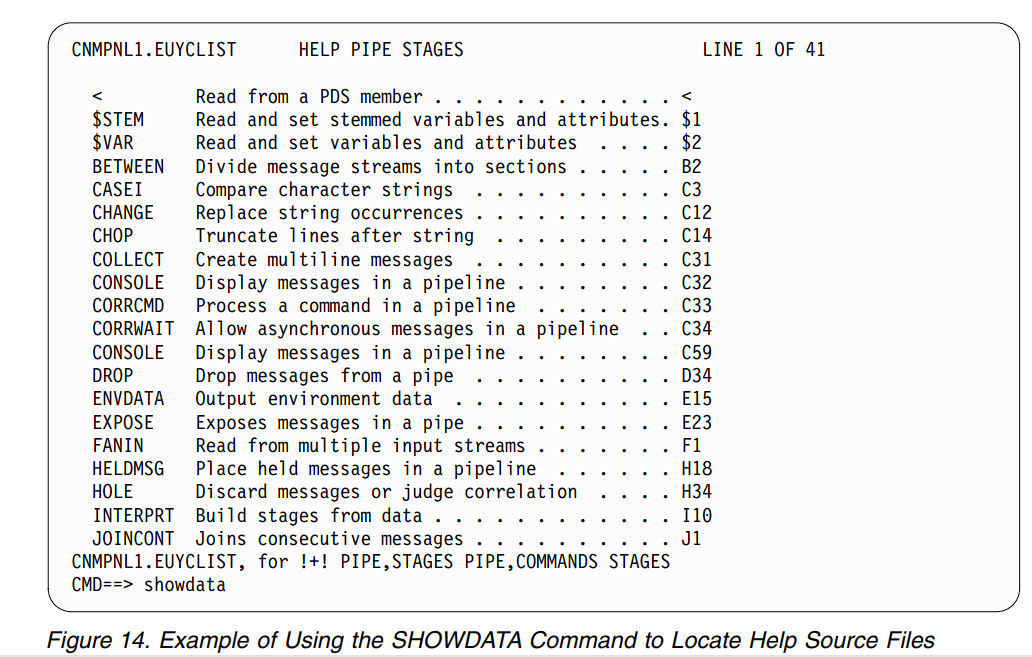 CNMPNL1.EUYCLIST      HELP PIPE STAGES                       LINE 1 OF 41
<         Read from a PDS member . . . . . . . . . . . . <
$STEM     Read and set stemmed variables and attributes. $1
$VAR      Read and set variables and attributes  . . . . $2
BETWEEN   Divide message streams into sections . . . . . B2
CASEI     Compare character strings  . . . . . . . . . . C3
CHANGE    Replace string occurrences . . . . . . . . . . C12
CHOP      Truncate lines after string  . . . . . . . . . C14
COLLECT   Create multiline messages  . . . . . . . . . . C31
CONSOLE   Display messages in a pipeline . . . . . . . . C32
CORRCMD   Process a command in a pipeline  . . . . . . . C33
CORRWAIT  Allow asynchronous messages in a pipeline  . . C34
CONSOLE   Display messages in a pipeline . . . . . . . . C59
DROP      Drop messages from a pipe  . . . . . . . . . . D34
ENVDATA   Output environment data  . . . . . . . . . . . E15
EXPOSE    Exposes messages in a pipe . . . . . . . . . . E23
FANIN     Read from multiple input streams . . . . . . . F1
HELDMSG   Place held messages in a pipeline  . . . . . . H18
HOLE      Discard messages or judge correlation  . . . . H34
INTERPRT  Build stages from data . . . . . . . . . . . . I10
JOINCONT  Joins consecutive messages . . . . . . . . . . J1
CNMPNL1.EUYCLIST, for !+! PIPE,STAGES PIPE,COMMANDS STAGES
CMD==> showdata
Figure 14. Example of Using the SHOWDATA Command to Locate Help Source Files